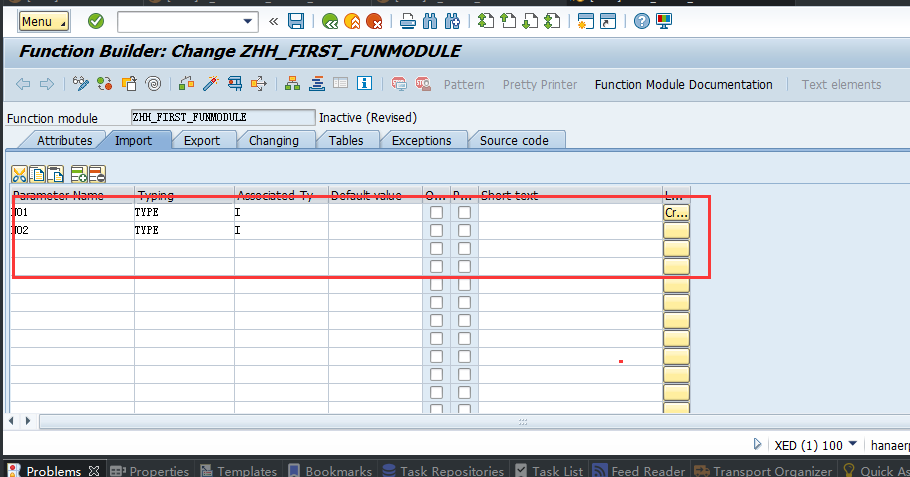 Menu
Function Builder: Change ZHH_FIRST_FUNMODULE
Pattern Pretty Printer Function Module Documentation Text elements
Function module ZHH_FIRST_FUNMODULE Inactive (Revised)
Attributes Import Export Changing Tables Exceptions Source code
Parameter Name Typing Associated Ty Default value O... P... Short text L...
NO1 TYPE I Cr...
NO2 TYPE I
XED (1) 100 hanaerp
Problems Properties Templates Bookmarks Task Repositories Task List Feed Reader Transport Organizer Quick As